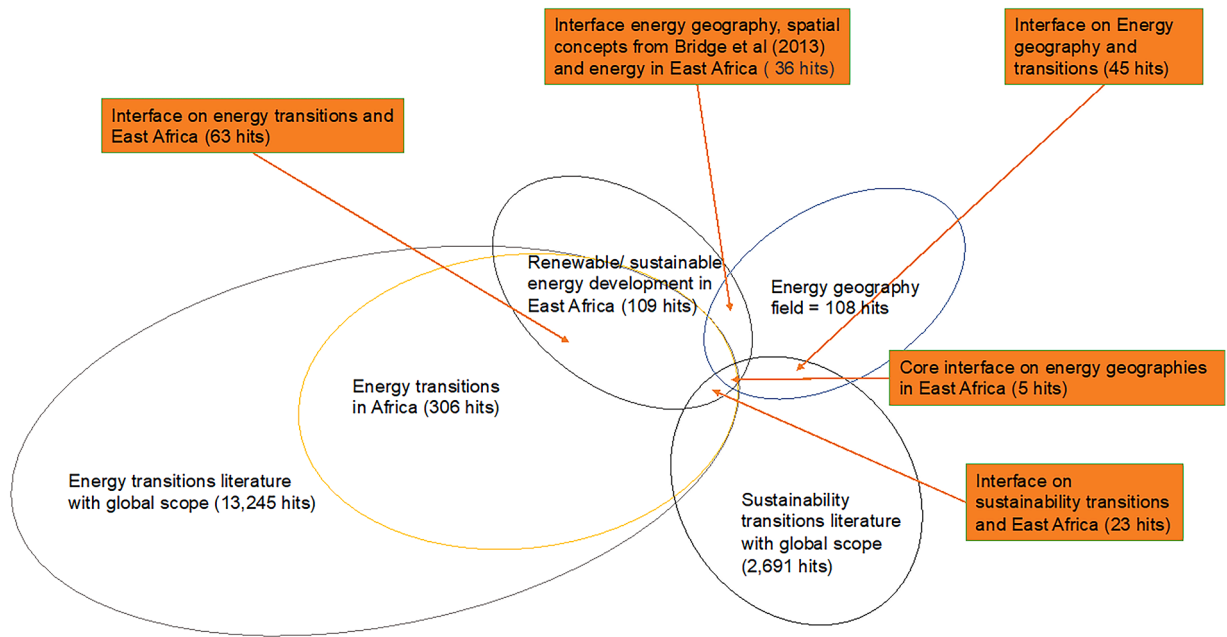 Interface energy geography, spatial
concepts from Bridge et al (2013)
and energy in East Africa ( 36 hits)
Interface on Energy
geography and
transitions (45 hits)
Interface on energy transitions and
East Africa (63 hits)
Renewable/ sustainable
energy development in
East Africa (109 hits)
Energy geography
field = 108 hits
Core interface on energy geographies
in East Africa (5 hits)
Energy transitions
in Africa (306 hits)
Energy transitions literature
with global scope (13,245 hits)
Sustainability
transitions literature
with global scope
(2,691 hits)
Interface on
sustainability transitions
and East Africa (23 hits)